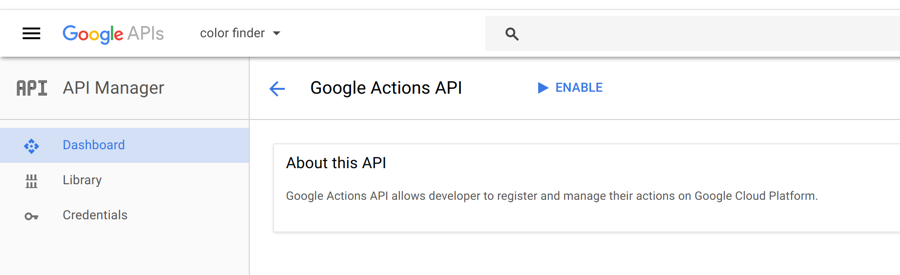 Google APIs color finder
API API Manager
Google Actions API ENABLE
Dashboard
Library
Credentials
About this API
Google Actions API allows developer to register and manage their actions on Google Cloud Platform.